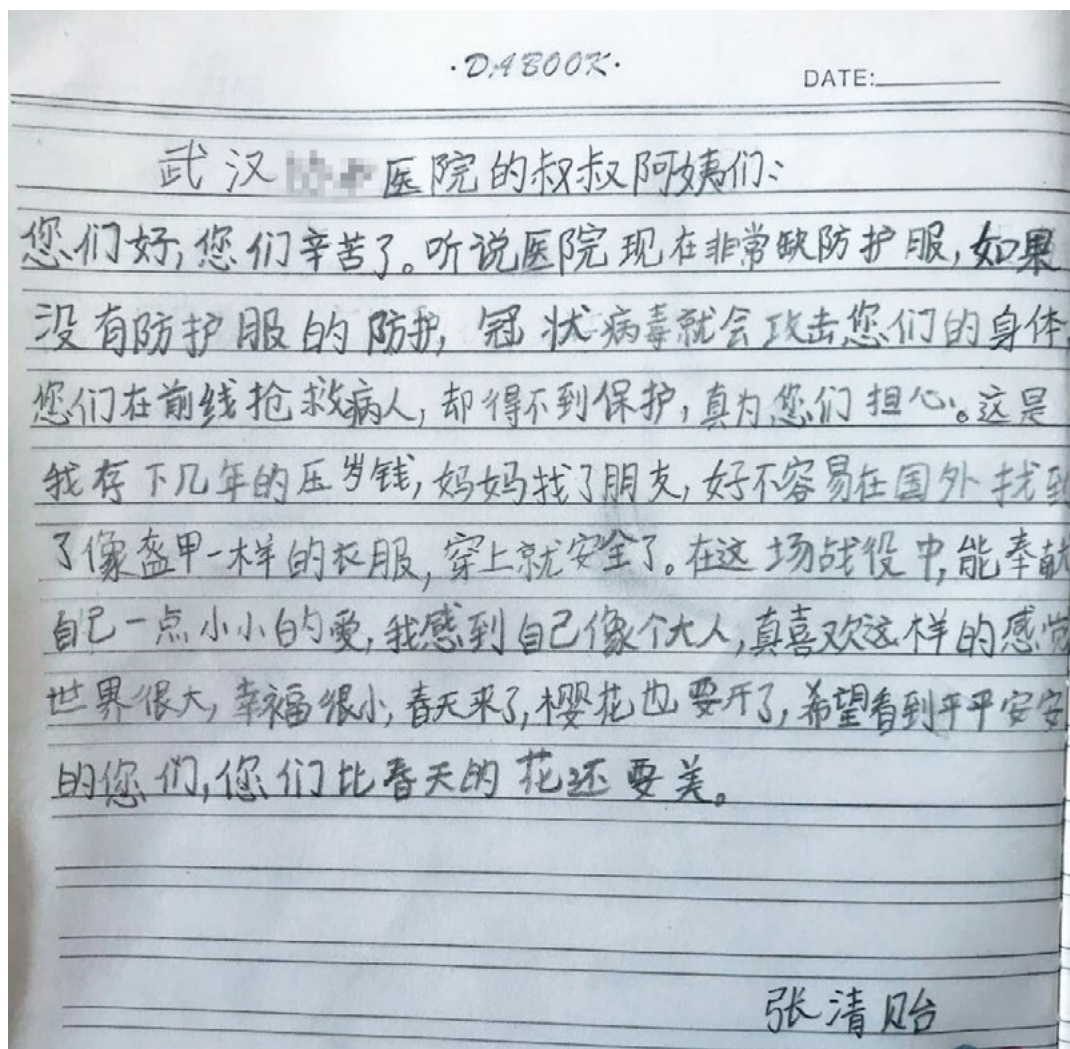 ·DABOOK·
DATE:
武汉 医院的叔叔阿姨们:
您们好,您们辛苦了。听说医院现在非常缺防护服,如果
没有防护服的防护,冠状病毒就会攻击您们的身体
您们在前线抢救病人,却得不到保护,真为您们担心。这是
我存下几年的压岁钱,妈妈找了朋友,好不容易在国外找到
了像盔甲一样的衣服,穿上就安全了。在这场战役中,能奉献
自己一点小小的爱,我感到自己像个大人,真喜欢这样的感觉
世界很大,幸福很小,春天来了,樱花也要开了,希望看到平平安安
的您们,您们比春天的花还要美。
张清贻